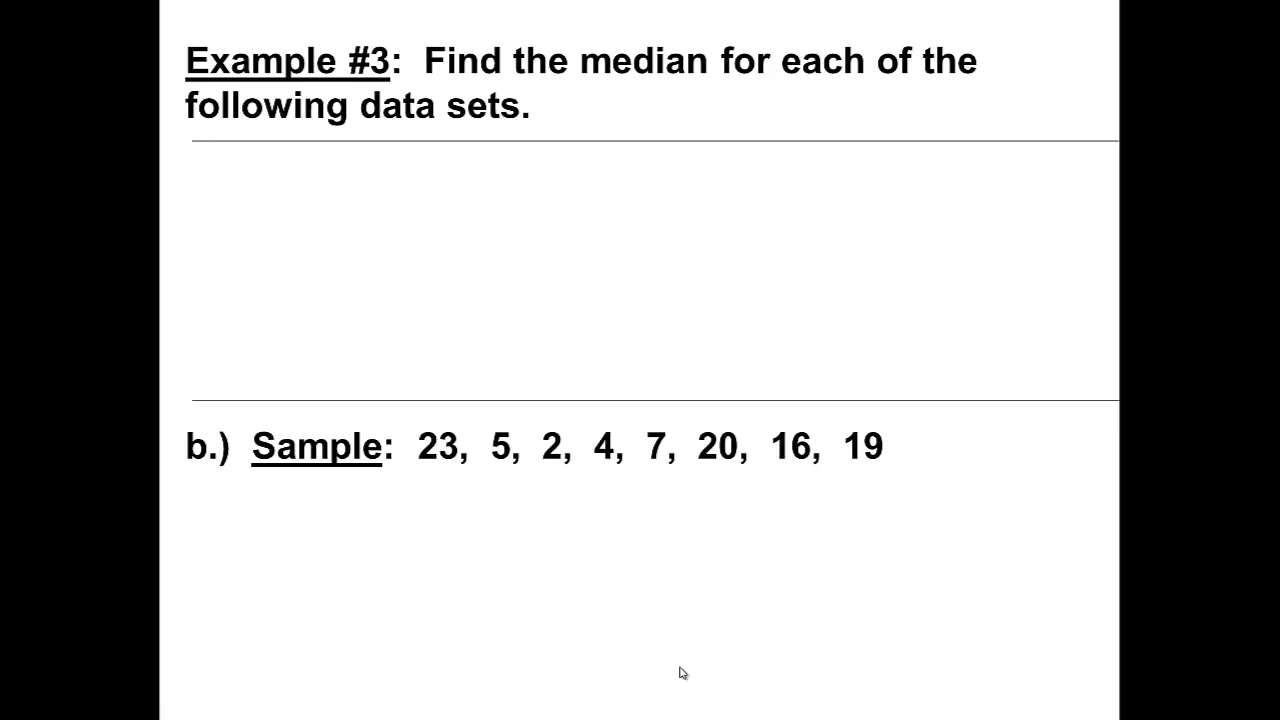 Example #3: Find the median for each of the
following data sets.
b.) Sample: 23, 5, 2, 4, 7, 20, 16, 19